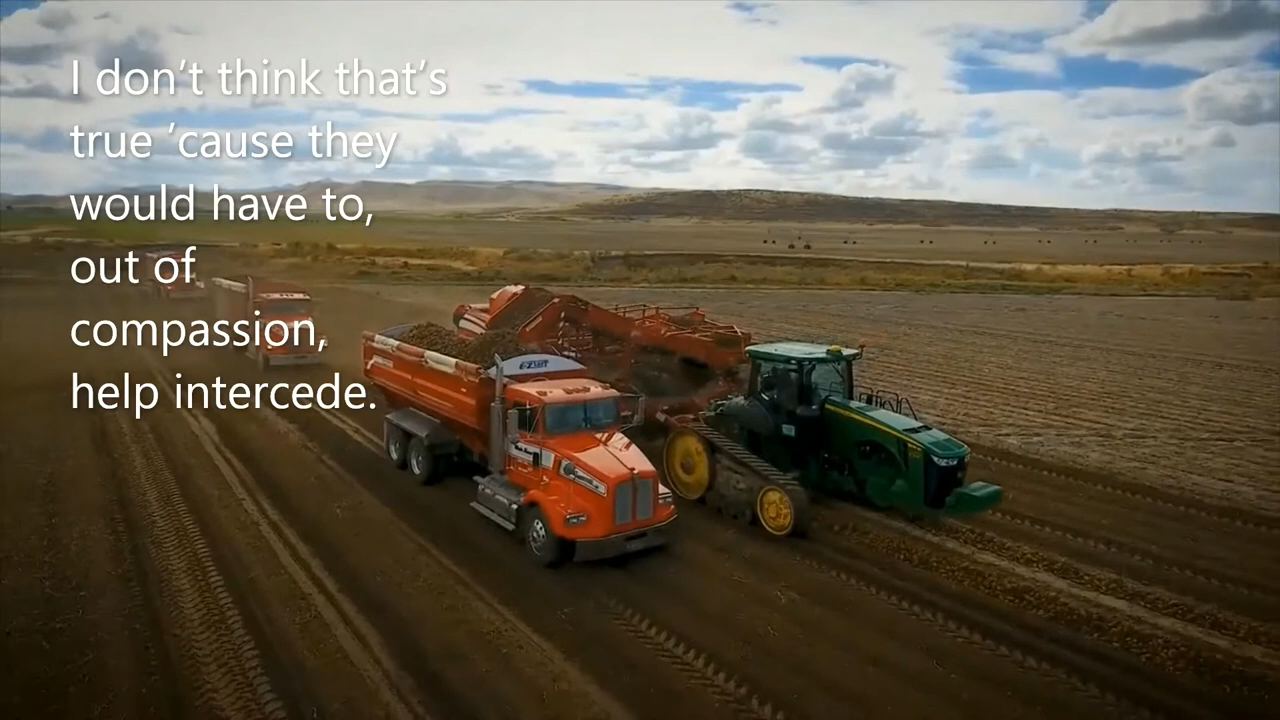 I don’t think that’s
true ’cause they
would have to,
out of
compassion,
help intercede.